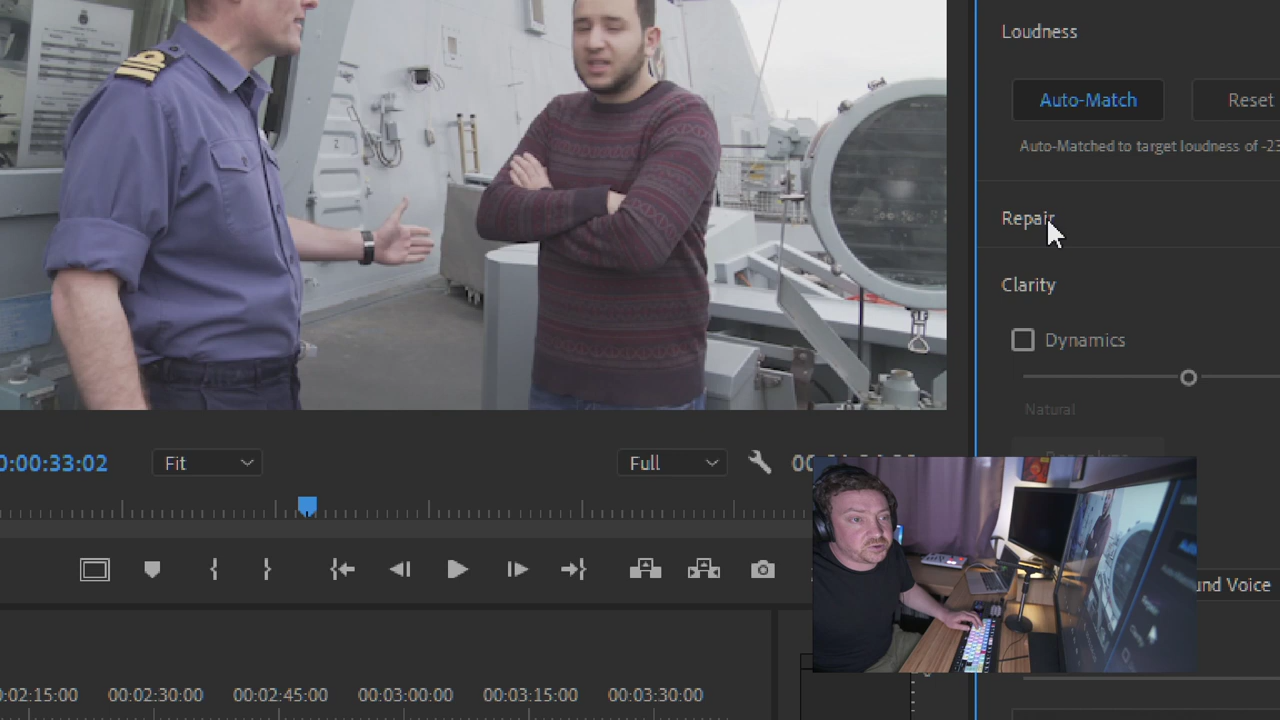 Loudness
Auto-Match
Reset
Auto-Matched to target loudness of -23
Repair
Clarity
Dynamics
Natural
0:00:33:02
Fit
Full
und Voice
0:02:15:00
00:02:30:00
00:02:45:00
00:03:00:00
00:03:15:00
00:03:30:00